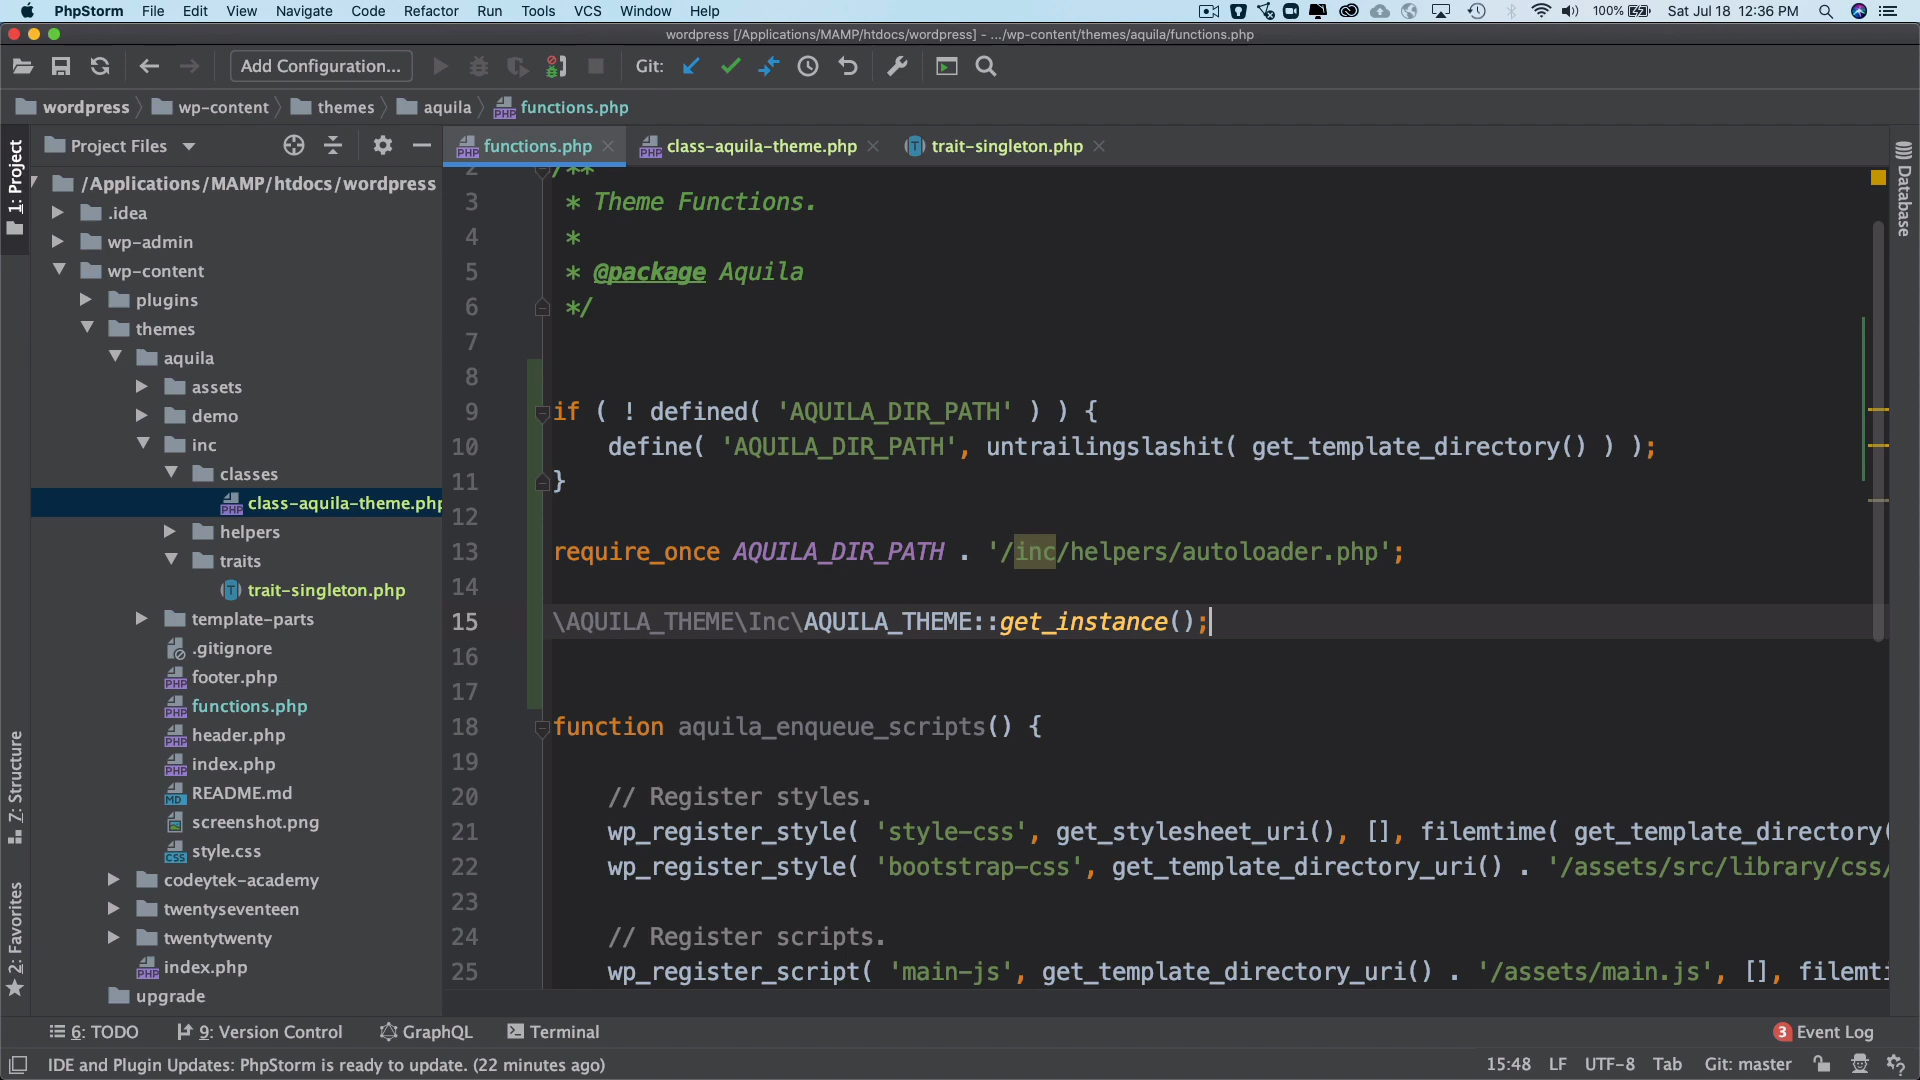 PhpStorm File Edit View Navigate Code Refactor Run Tools VCS Window Help 100% Sat Jul 18 12:36 PM
wordpress [/Applications/MAMP/htdocs/wordpress] - .../wp-content/themes/aquila/functions.php
Add Configuration... Git:
wordpress wp-content themes aquila functions.php
Project Files
functions.php class-aquila-theme.php trait-singleton.php
1: Project
7: Structure
2: Favorites
Database
/Applications/MAMP/htdocs/wordpress
.idea
wp-admin
wp-content
plugins
themes
aquila
assets
demo
inc
classes
class-aquila-theme.php
helpers
traits
trait-singleton.php
template-parts
.gitignore
footer.php
functions.php
header.php
index.php
README.md
screenshot.png
style.css
codeytek-academy
twentyseventeen
twentytwenty
index.php
upgrade
2 /**
3 * Theme Functions.
4 *
5 * @package Aquila
6 */
7
8
9 if ( ! defined( 'AQUILA_DIR_PATH' ) ) {
10 define( 'AQUILA_DIR_PATH', untrailingslashit( get_template_directory() ) );
11 }
12
13 require_once AQUILA_DIR_PATH . '/inc/helpers/autoloader.php';
14
15 \AQUILA_THEME\Inc\AQUILA_THEME::get_instance();
16
17
18 function aquila_enqueue_scripts() {
19
20 // Register styles.
21 wp_register_style( 'style-css', get_stylesheet_uri(), [], filemtime( get_template_directory(
22 wp_register_style( 'bootstrap-css', get_template_directory_uri() . '/assets/src/library/css/
23
24 // Register scripts.
25 wp_register_script( 'main-js', get_template_directory_uri() . '/assets/main.js', [], filemti
6: TODO 9: Version Control GraphQL Terminal 3 Event Log
IDE and Plugin Updates: PhpStorm is ready to update. (22 minutes ago) 15:48 LF UTF-8 Tab Git: master